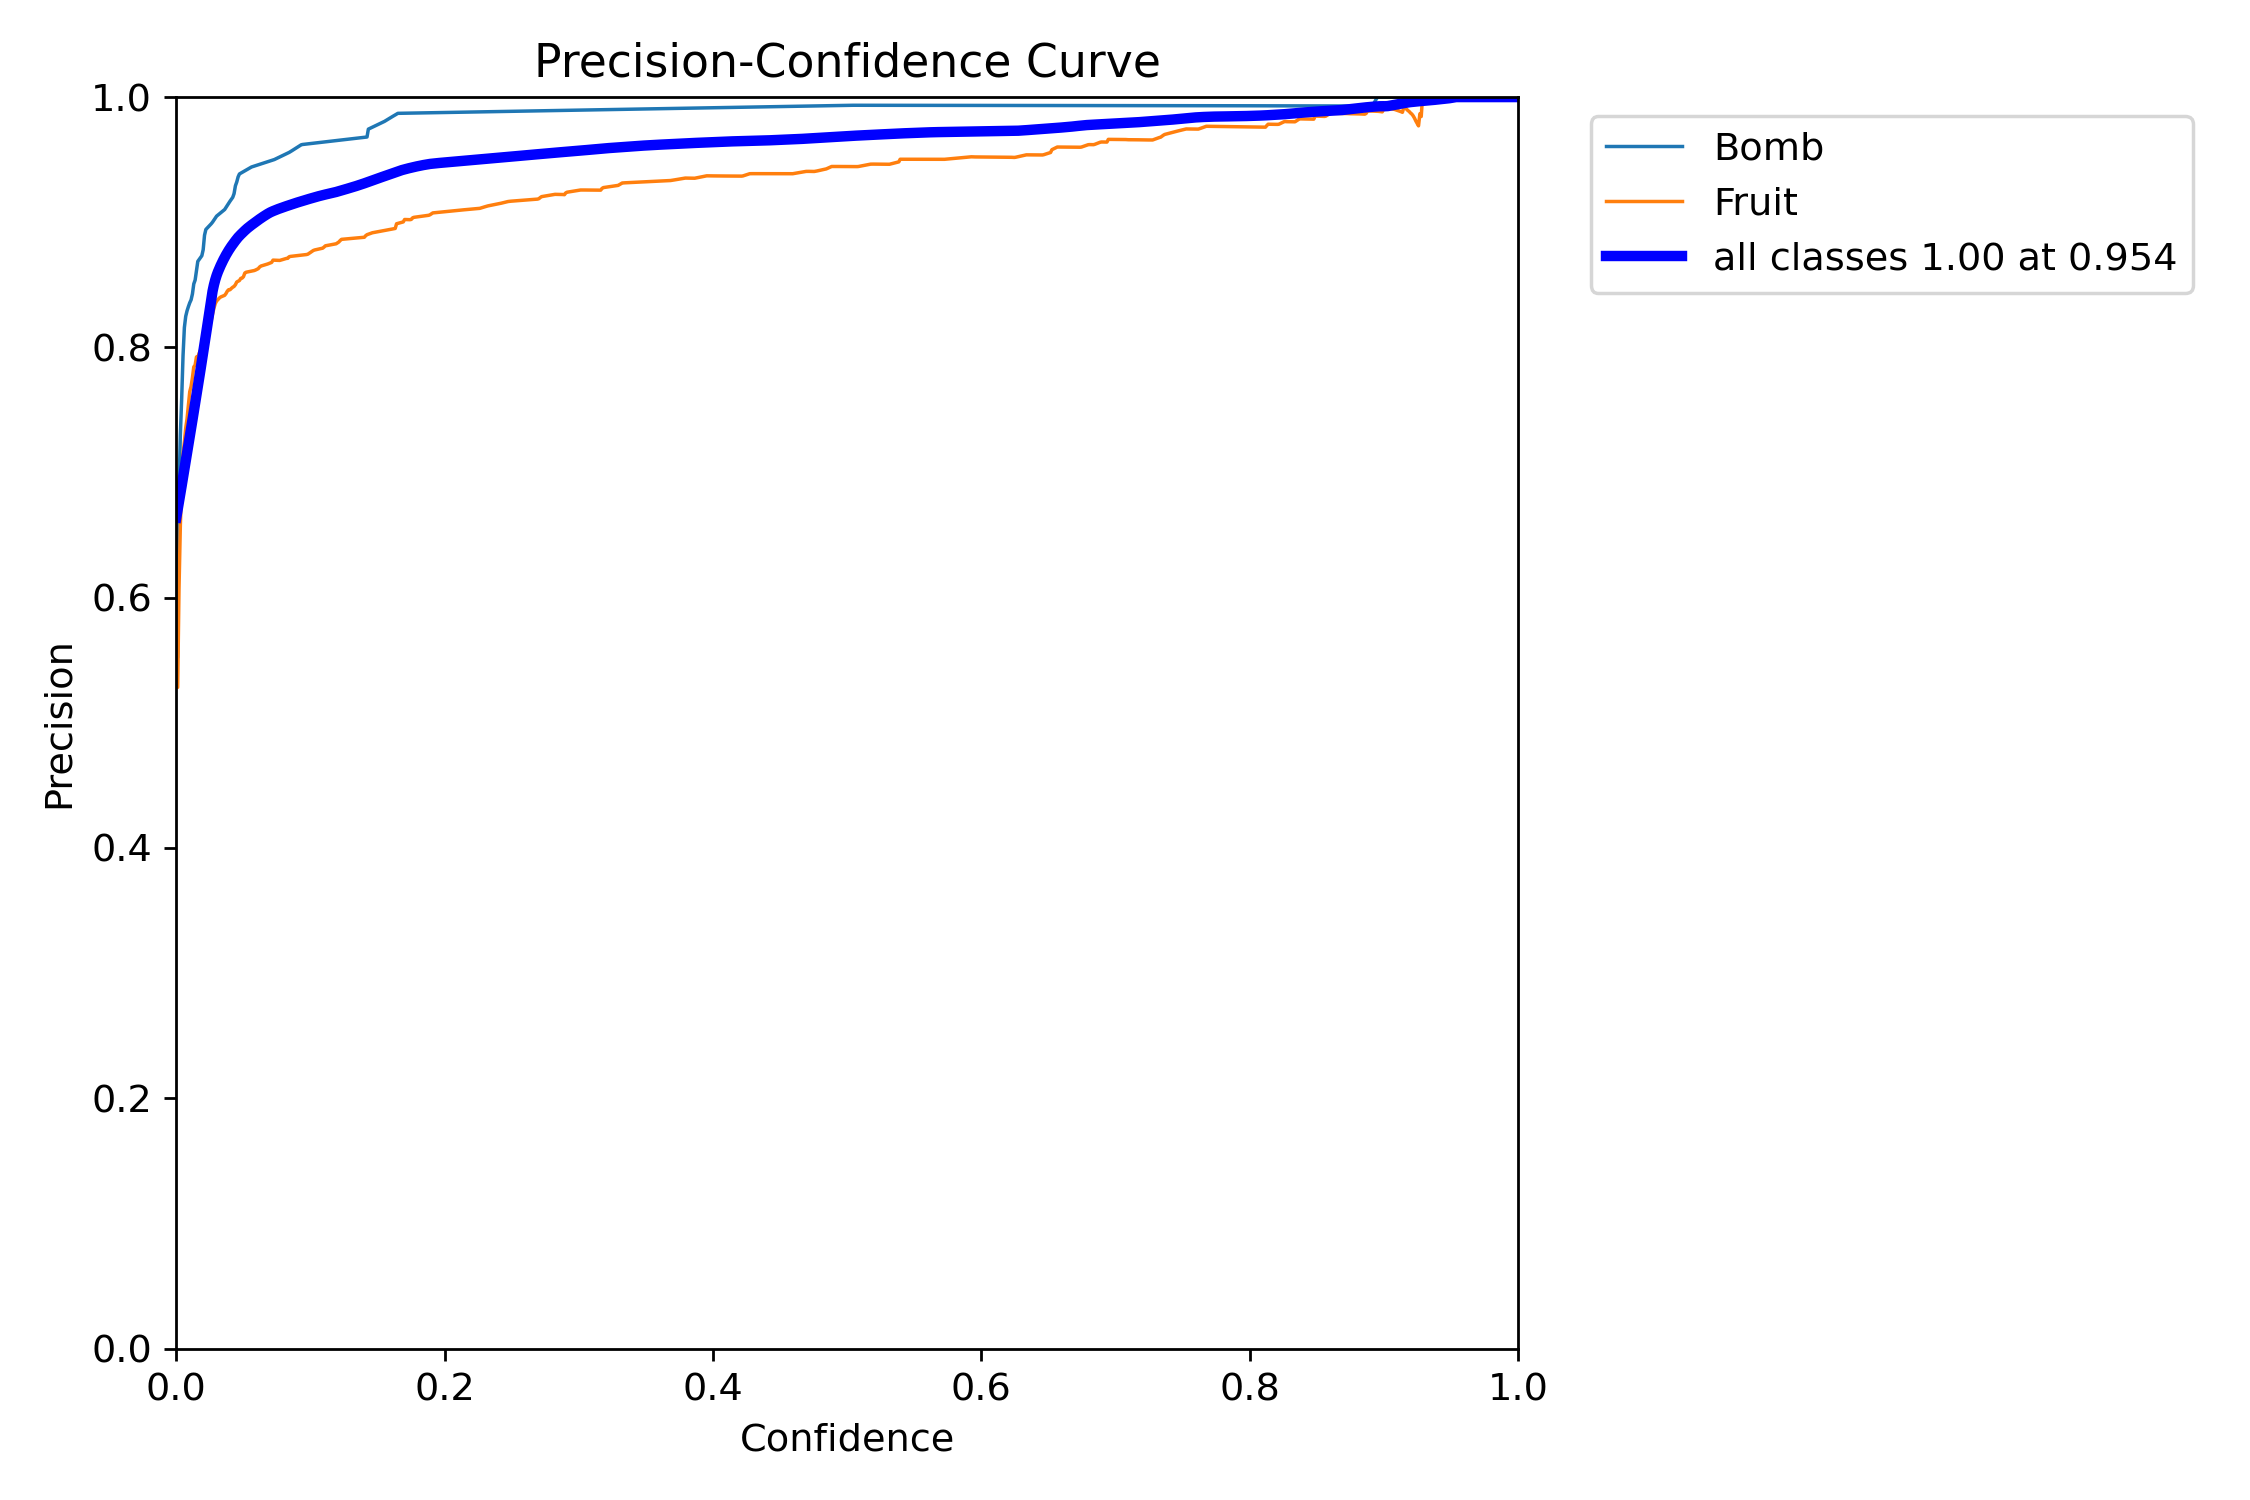 Precision-Confidence Curve
1.0
0.8
0.6
0.4
0.2
0.0
Precision
0.0 0.2 0.4 0.6 0.8 1.0
Confidence
Bomb
Fruit
all classes 1.00 at 0.954